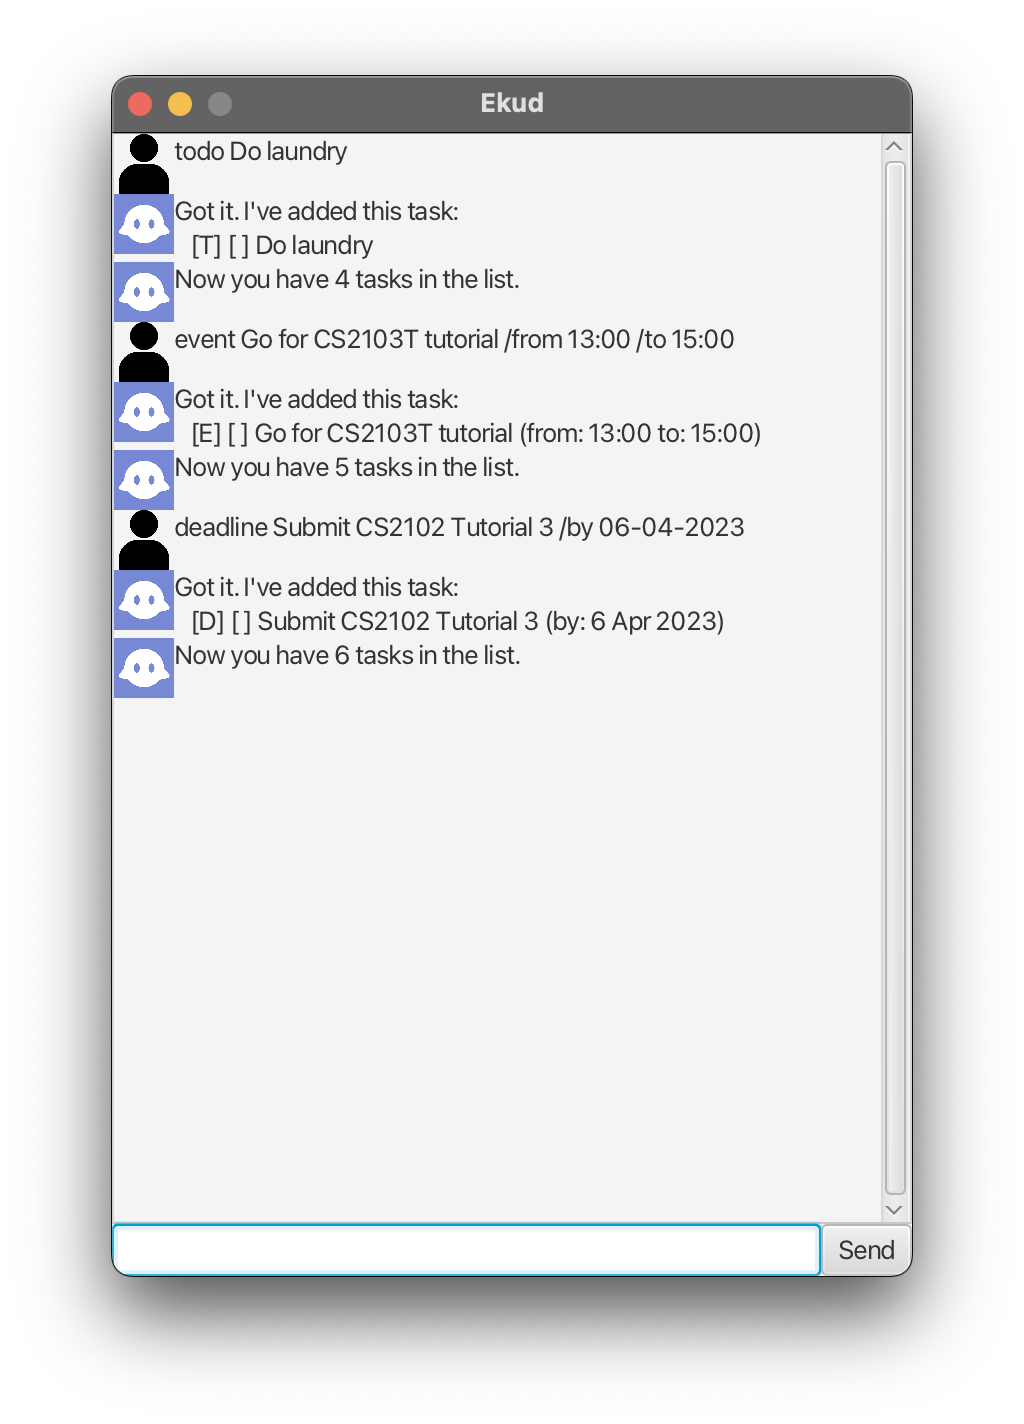 Ekud
todo Do laundry
Got it. I've added this task:
[T] [ ] Do laundry
Now you have 4 tasks in the list.
event Go for CS2103T tutorial /from 13:00 /to 15:00
Got it. I've added this task:
[E] [ ] Go for CS2103T tutorial (from: 13:00 to: 15:00)
Now you have 5 tasks in the list.
deadline Submit CS2102 Tutorial 3 /by 06-04-2023
Got it. I've added this task:
[D] [ ] Submit CS2102 Tutorial 3 (by: 6 Apr 2023)
Now you have 6 tasks in the list.
Send